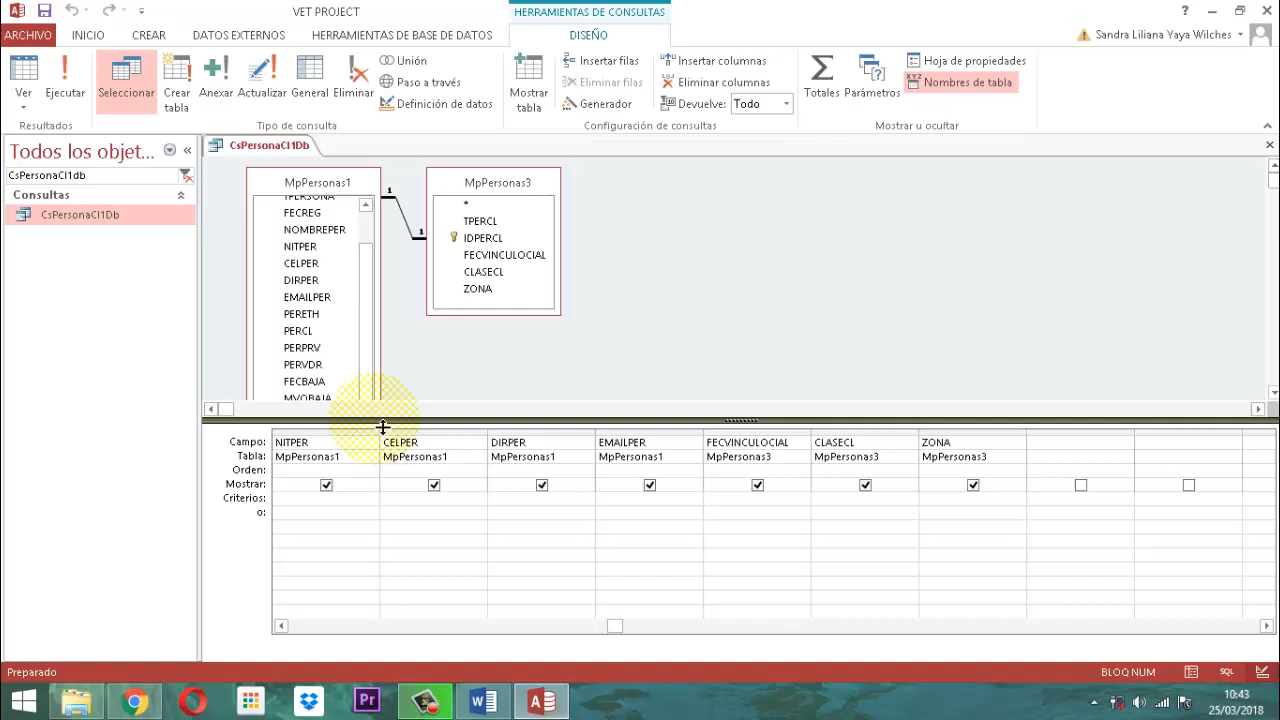 VET PROJECT
HERRAMIENTAS DE CONSULTAS
?
ARCHIVO INICIO CREAR DATOS EXTERNOS HERRAMIENTAS DE BASE DE DATOS DISEÑO
Sandra Liliana Yaya Wilches
Ver
Ejecutar
Resultados
Seleccionar
Crear tabla
Anexar
Actualizar
General
Eliminar
Unión
Paso a través
Definición de datos
Tipo de consulta
Mostrar tabla
Insertar filas
Eliminar filas
Generador
Insertar columnas
Eliminar columnas
Devuelve: Todo
Configuración de consultas
Totales
Parámetros
Hoja de propiedades
XYZ Nombres de tabla
Mostrar u ocultar
Todos los objet...
CsPersonaCl1db
Consultas
CsPersonaCl1Db
CsPersonaCl1Db
MpPersonas1
TPERSONA
FECREG
NOMBREPER
NITPER
CELPER
DIRPER
EMAILPER
PERETH
PERCL
PERPRV
PERVDR
FECBAJA
MVOBAJA
1
1
MpPersonas3
*
TPERCL
IDPERCL
FECVINCULOCIAL
CLASECL
ZONA
Campo: NITPER CELPER DIRPER EMAILPER FECVINCULOCIAL CLASECL ZONA
Tabla: MpPersonas1 MpPersonas1 MpPersonas1 MpPersonas1 MpPersonas3 MpPersonas3 MpPersonas3
Orden:
Mostrar:
Criterios:
o:
Preparado
BLOQ NUM
SQL
Pr
10:43
25/03/2018